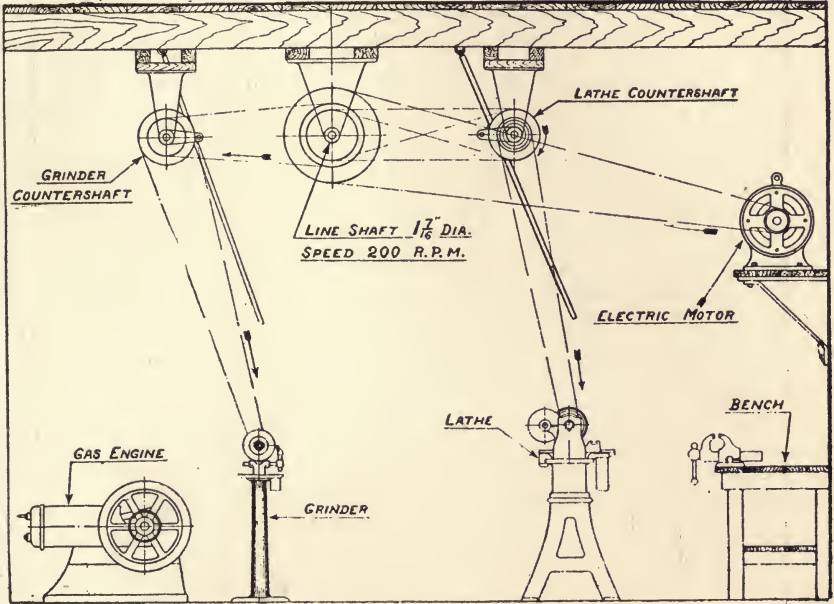 LATHE COUNTERSHAFT
GRINDER
COUNTERSHAFT
LINE SHAFT 1 7/16" DIA.
SPEED 200 R.P.M.
ELECTRIC MOTOR
LATHE
BENCH
GAS ENGINE
GRINDER